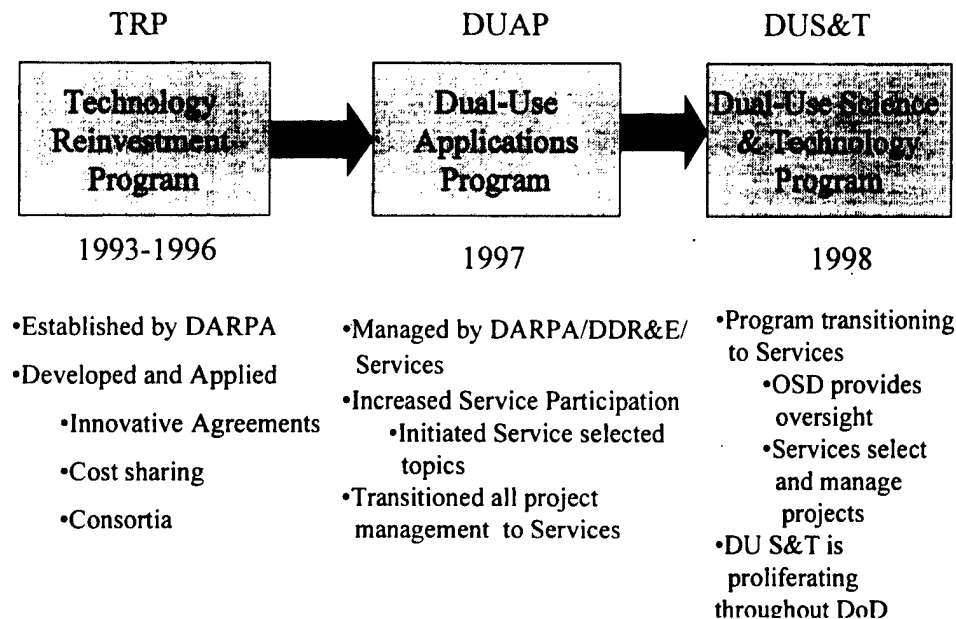 TRP
Technology
Reinvestment
Program
1993-1996
•Established by DARPA
•Developed and Applied
•Innovative Agreements
•Cost sharing
•Consortia
DUAP
Dual-Use
Applications
Program
1997
•Managed by DARPA/DDR&E/
Services
•Increased Service Participation
•Initiated Service selected
topics
•Transitioned all project
management to Services
DUS&T
Dual-Use Science
& Technology
Program
1998
•Program transitioning
to Services
•OSD provides
oversight
•Services select
and manage
projects
•DU S&T is
proliferating
throughout DoD